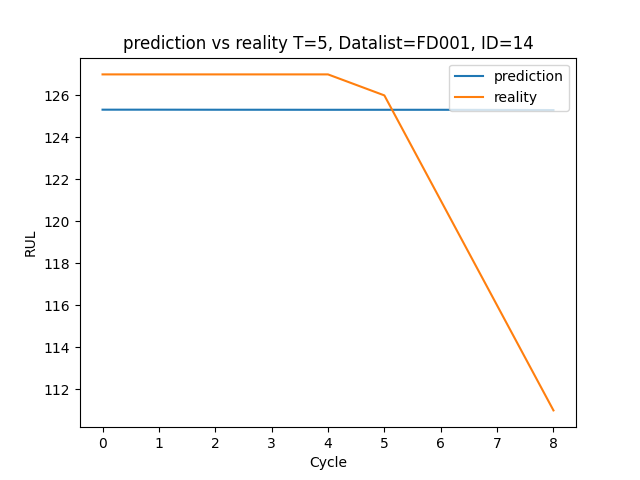 prediction vs reality T=5, Datalist=FD001, ID=14
prediction
reality
126
124
122
120
118
116
114
112
RUL
0 1 2 3 4 5 6 7 8
Cycle